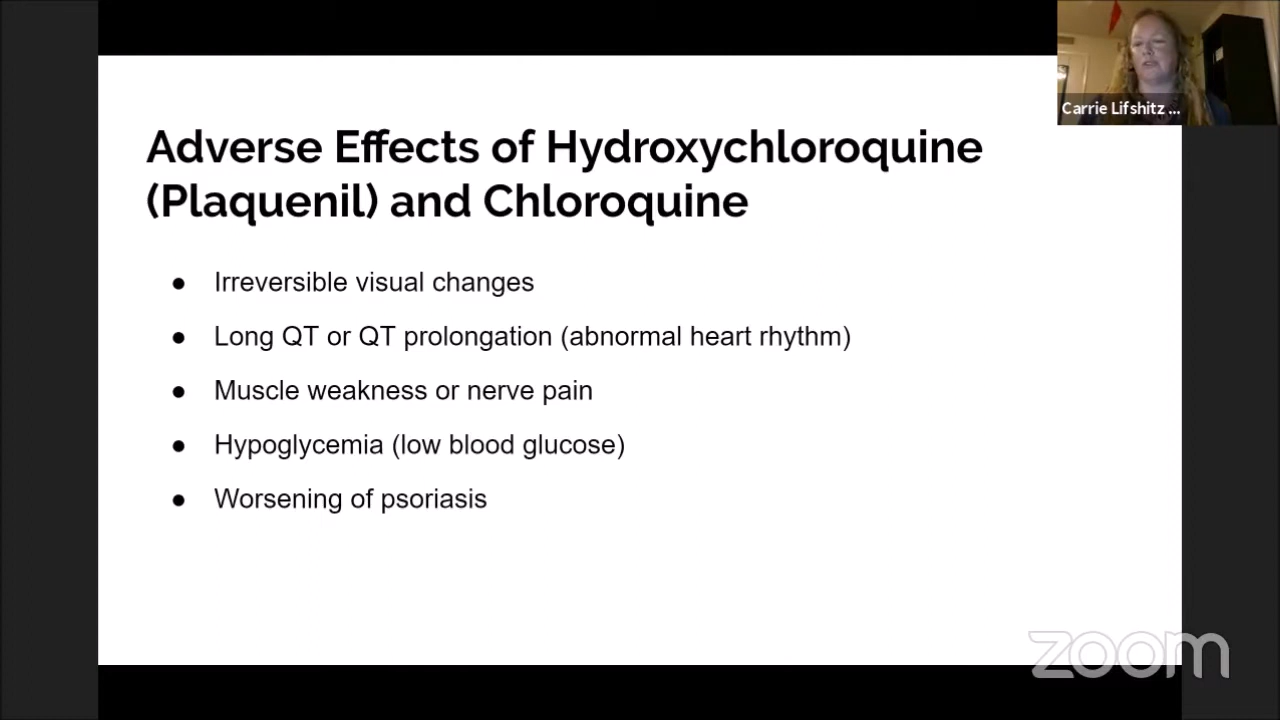 Carrie Lifshitz ...
Adverse Effects of Hydroxychloroquine
(Plaquenil) and Chloroquine
● Irreversible visual changes
● Long QT or QT prolongation (abnormal heart rhythm)
● Muscle weakness or nerve pain
● Hypoglycemia (low blood glucose)
● Worsening of psoriasis
zoom